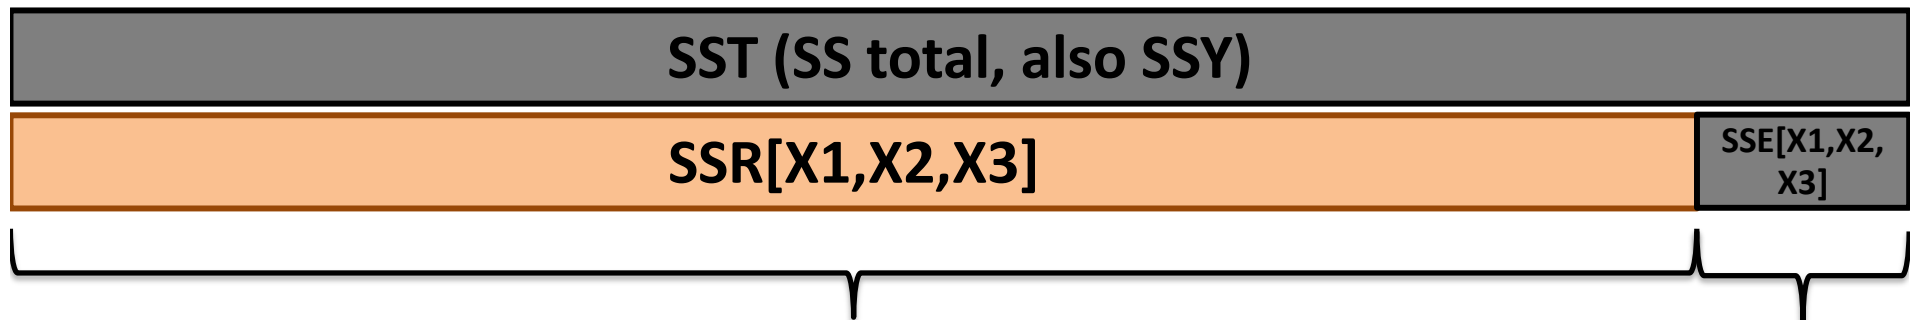 SST (SS total, also SSY)
SSR[X1,X2,X3]
SSE[X1,X2,
X3]